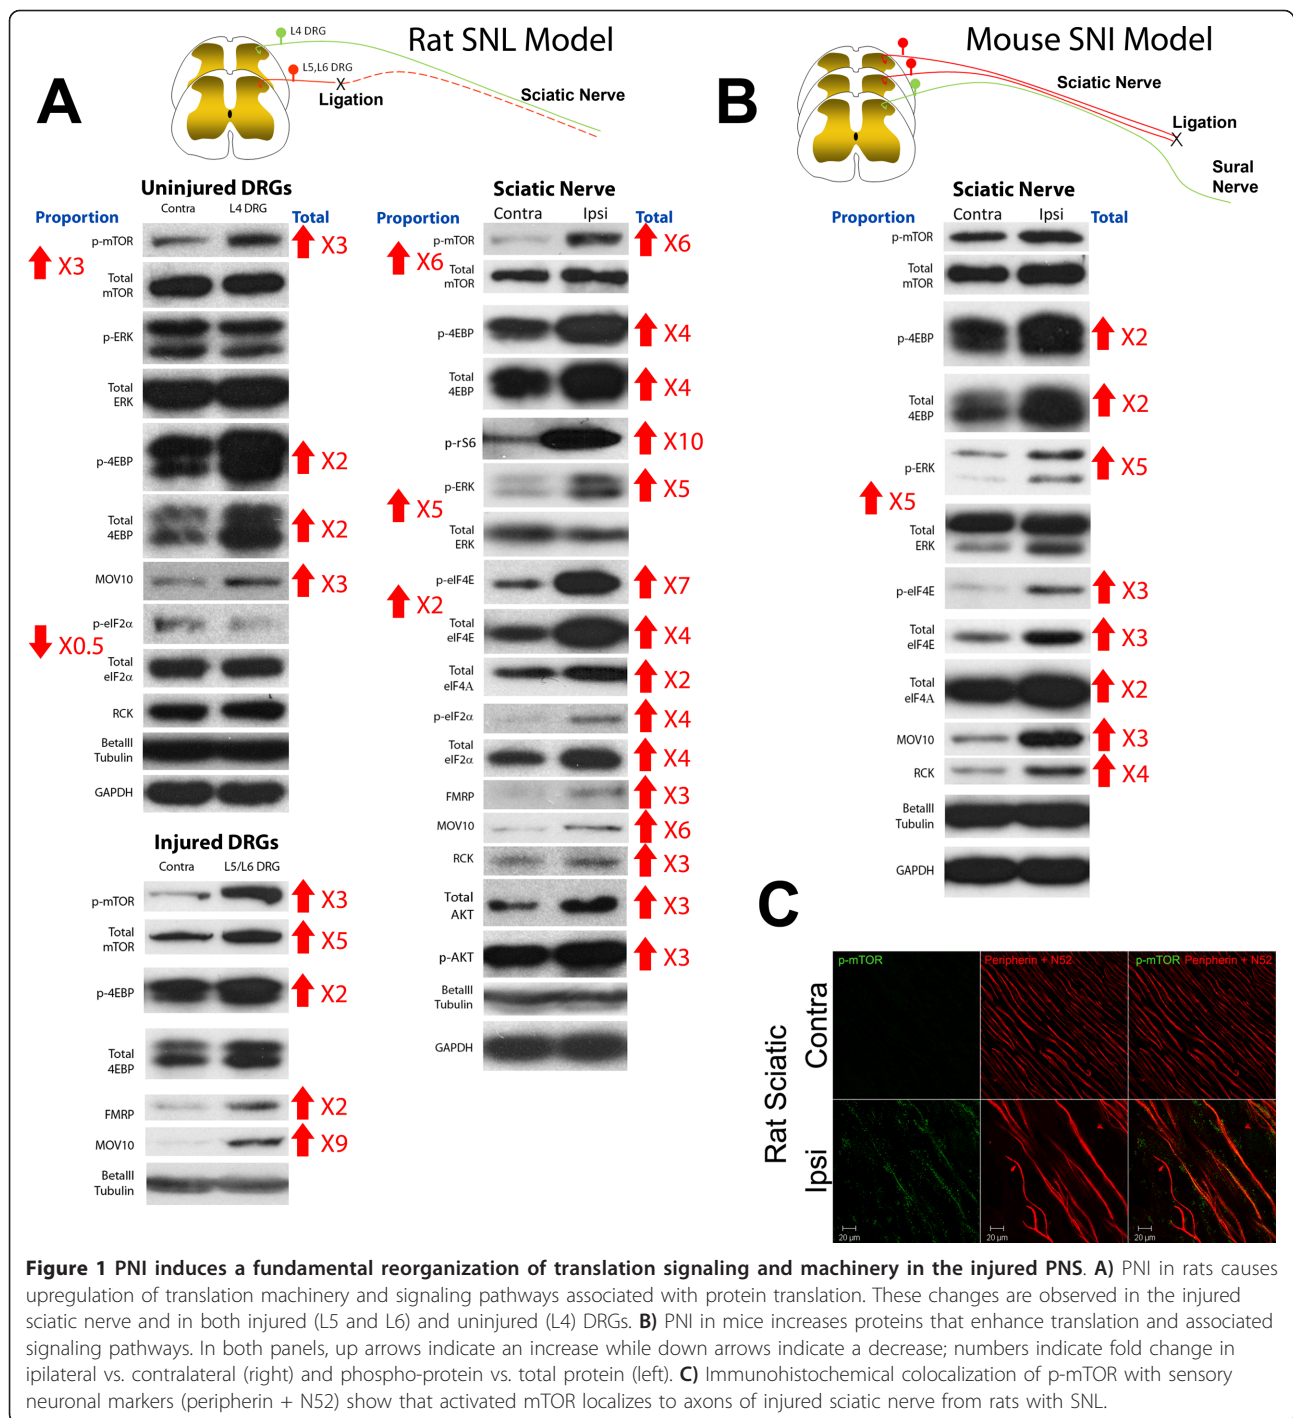 A
Rat SNL Model
L4 DRG
L5,L6 DRG
X
Ligation
Sciatic Nerve
Uninjured DRGs
Contra L4 DRG
Proportion Total
p-mTOR X3
X3
Total
mTOR
p-ERK
Total
ERK
p-4EBP X2
Total
4EBP X2
MOV10 X3
p-eIF2α
X0.5
Total
eIF2α
RCK
BetaIII
Tubulin
GAPDH
Injured DRGs
Contra L5/L6 DRG
p-mTOR X3
Total
mTOR X5
p-4EBP X2
Total
4EBP
FMRP X2
MOV10 X9
BetaIII
Tubulin
Sciatic Nerve
Contra Ipsi
Proportion Total
p-mTOR X6
X6
Total
mTOR
p-4EBP X4
Total
4EBP X4
p-rS6 X10
p-ERK X5
X5
Total
ERK
p-eIF4E X7
X2
Total
eIF4E X4
Total
eIF4A X2
p-eIF2α X4
Total
eIF2α X4
FMRP X3
MOV10 X6
RCK X3
Total
AKT X3
p-AKT X3
BetaIII
Tubulin
GAPDH
B
Mouse SNI Model
Sciatic Nerve
Ligation
X
Sural
Nerve
Sciatic Nerve
Contra Ipsi
Proportion Total
p-mTOR
Total
mTOR
p-4EBP X2
Total
4EBP X2
p-ERK X5
X5
Total
ERK
p-eIF4E X3
Total
eIF4E X3
Total
eIF4A X2
MOV10 X3
RCK X4
BetaIII
Tubulin
GAPDH
C
p-mTOR Peripherin + N52 p-mTOR Peripherin + N52
Rat Sciatic
Contra
Ipsi
20 µm 20 µm 20 µm
Figure 1 PNI induces a fundamental reorganization of translation signaling and machinery in the injured PNS. A) PNI in rats causes
upregulation of translation machinery and signaling pathways associated with protein translation. These changes are observed in the injured
sciatic nerve and in both injured (L5 and L6) and uninjured (L4) DRGs. B) PNI in mice increases proteins that enhance translation and associated
signaling pathways. In both panels, up arrows indicate an increase while down arrows indicate a decrease; numbers indicate fold change in
ipilateral vs. contralateral (right) and phospho-protein vs. total protein (left). C) Immunohistochemical colocalization of p-mTOR with sensory
neuronal markers (peripherin + N52) show that activated mTOR localizes to axons of injured sciatic nerve from rats with SNL.